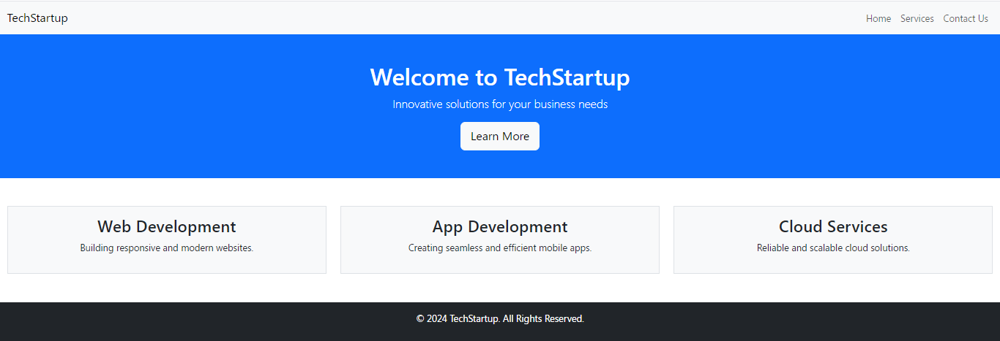 TechStartup
Home Services Contact Us
Welcome to TechStartup
Innovative solutions for your business needs
Learn More
Web Development
Building responsive and modern websites.
App Development
Creating seamless and efficient mobile apps.
Cloud Services
Reliable and scalable cloud solutions.
© 2024 TechStartup. All Rights Reserved.